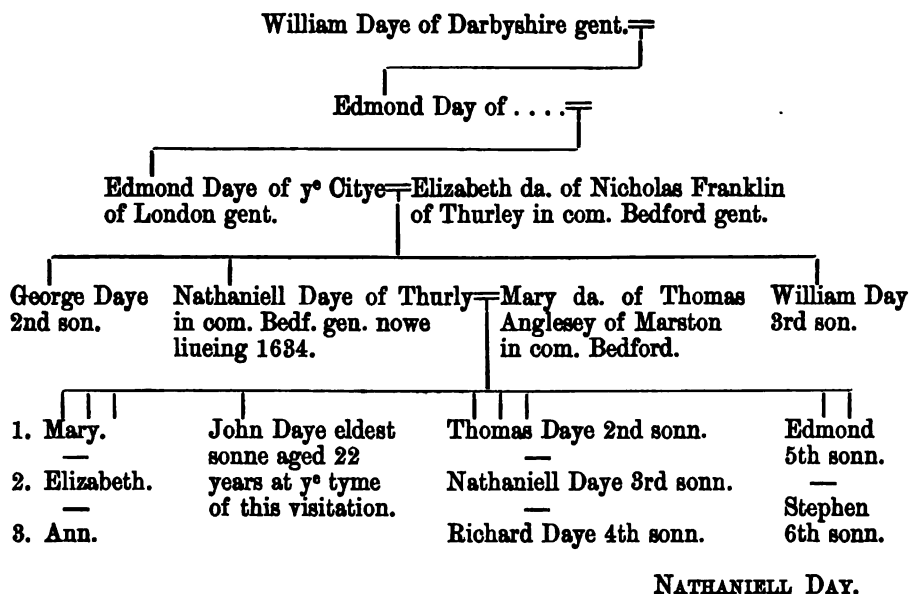 William Daye of Darbyshire gent.
Edmond Day of ....
Edmond Daye of yᵉ Citye
of London gent.
Elizabeth da. of Nicholas Franklin
of Thurley in com. Bedford gent.
George Daye
2nd son.
Nathaniell Daye of Thurly
in com. Bedf. gen. nowe
liueing 1634.
Mary da. of Thomas
Anglesey of Marston
in com. Bedford.
William Day
3rd son.
1. Mary.
2. Elizabeth.
3. Ann.
John Daye eldest
sonne aged 22
years at yᵉ tyme
of this visitation.
Thomas Daye 2nd sonn.
Nathaniell Daye 3rd sonn.
Richard Daye 4th sonn.
Edmond
5th sonn.
Stephen
6th sonn.
NATHANIELL DAY.